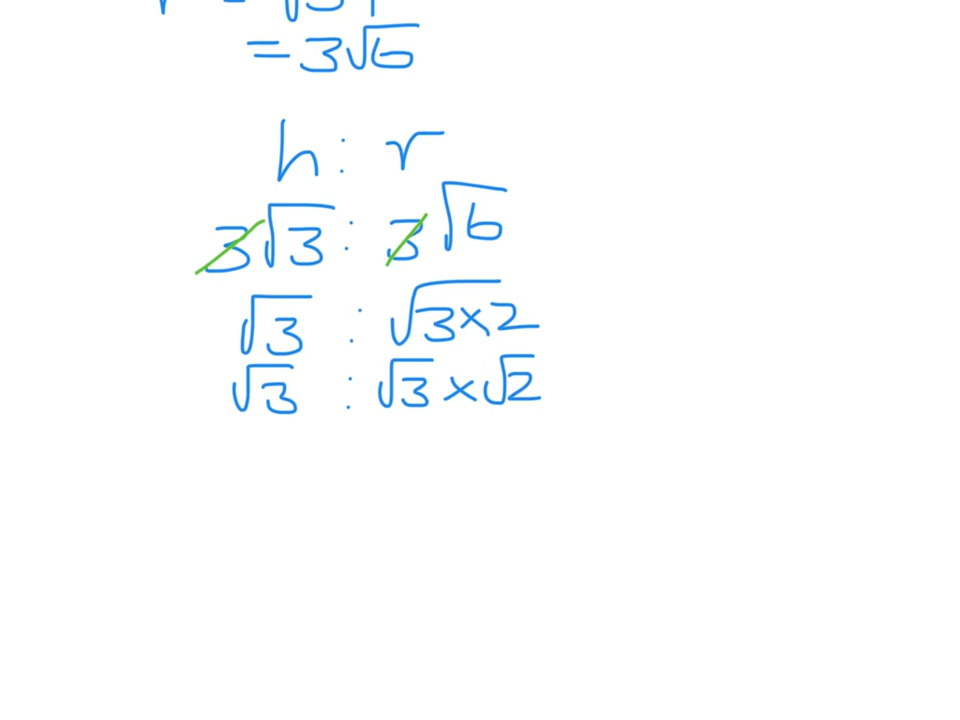 = 3√6
h : r
3√3 : 3√6
√3 : √3×2
√3 : √3 × √2